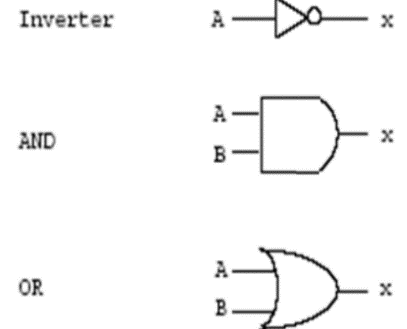 Inverter A x
A
AND x
B
A
OR x
B